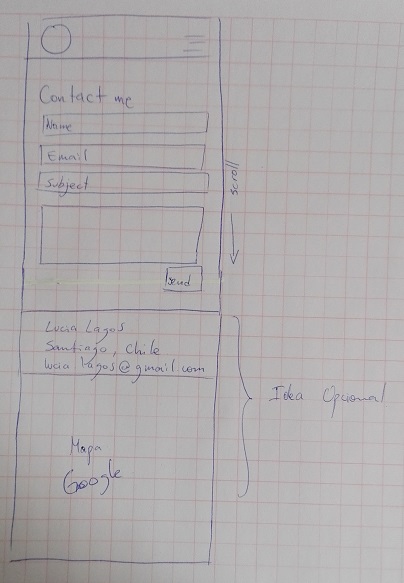 Contact me
Name
Email
Subject
Scroll
Send
Lucia Lagos
Santiago, Chile
lucia lagos@gmail.com
Idea Opcional
Mapa
Google